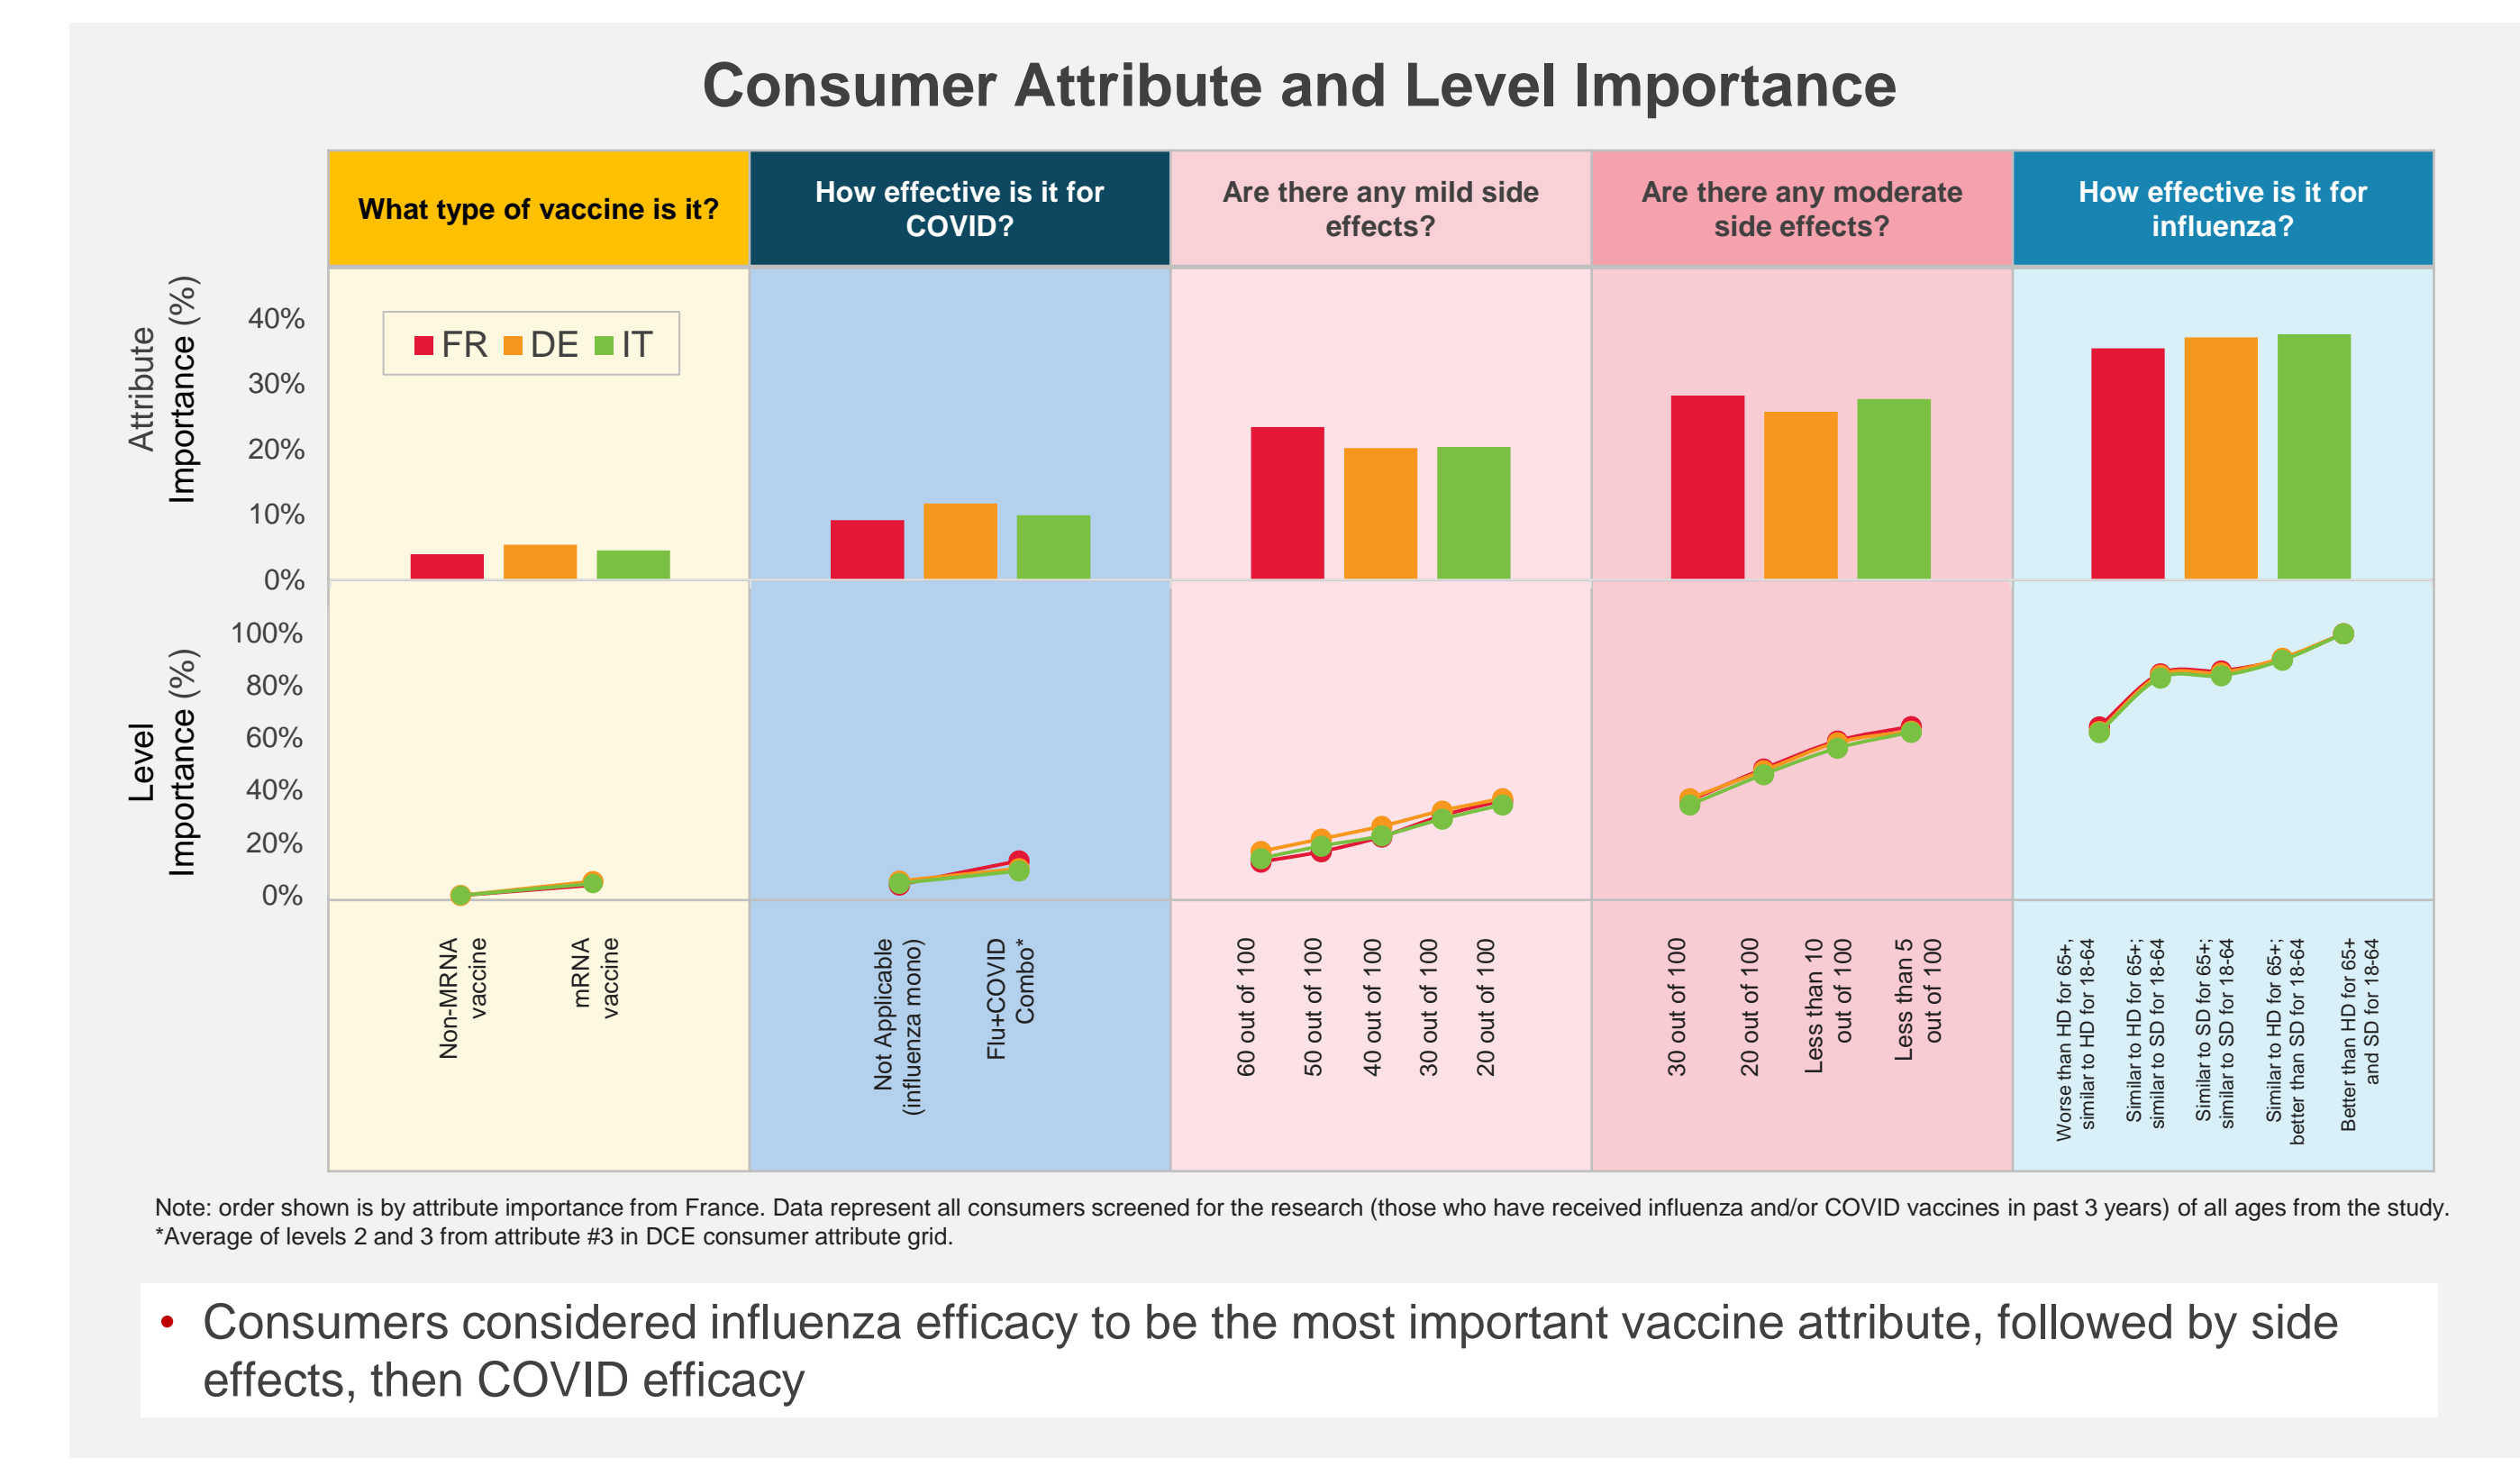 Consumer Attribute and Level Importance
What type of vaccine is it?
How effective is it for
COVID?
Are there any mild side
effects?
Are there any moderate
side effects?
How effective is it for
influenza?
Attribute
Importance (%)
40%
30%
20%
10%
0%
FR DE IT
Level
Importance (%)
100%
80%
60%
40%
20%
0%
Non-MRNA
vaccine
mRNA
vaccine
Not Applicable
(influenza mono)
Flu+COVID
Combo*
60 out of 100
50 out of 100
40 out of 100
30 out of 100
20 out of 100
30 out of 100
20 out of 100
Less than 10
out of 100
Less than 5
out of 100
Worse than HD for 65+,
similar to HD for 18-64
Similar to HD for 65+;
similar to SD for 18-64
Similar to SD for 65+;
similar to SD for 18-64
Similar to HD for 65+;
better than SD for 18-64
Better than HD for 65+
and SD for 18-64
Note: order shown is by attribute importance from France. Data represent all consumers screened for the research (those who have received influenza and/or COVID vaccines in past 3 years) of all ages from the study.
*Average of levels 2 and 3 from attribute #3 in DCE consumer attribute grid.
• Consumers considered influenza efficacy to be the most important vaccine attribute, followed by side
effects, then COVID efficacy